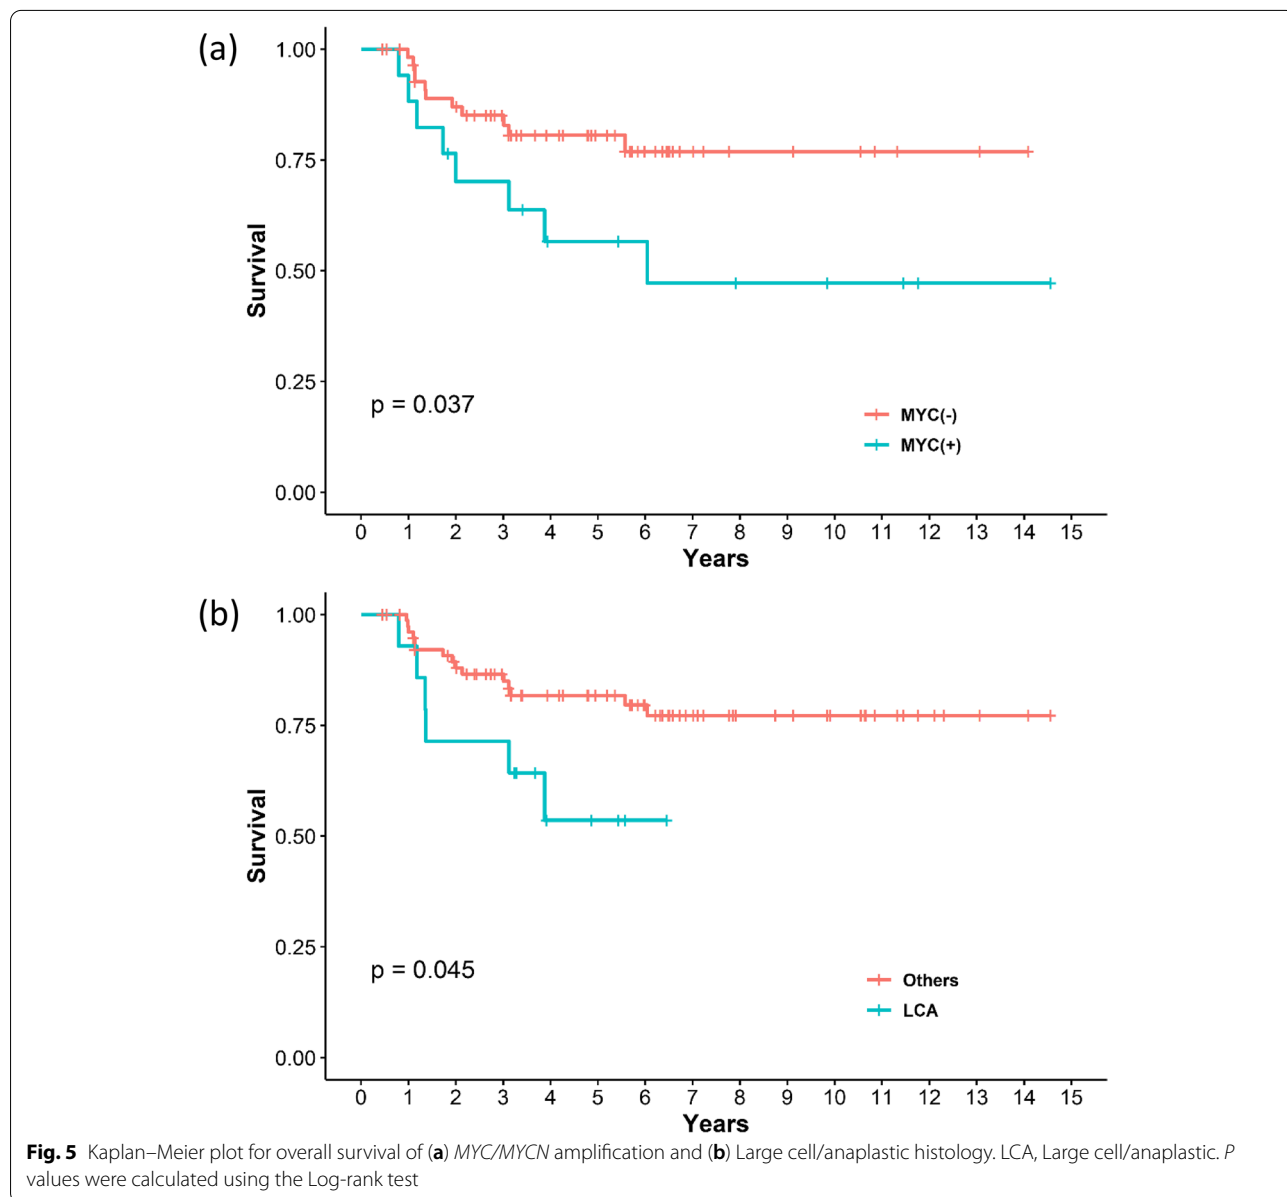 (a)
1.00
0.75
0.50
0.25
0.00
Survival
p = 0.037
MYC(-)
MYC(+)
0 1 2 3 4 5 6 7 8 9 10 11 12 13 14 15
Years
(b)
1.00
0.75
0.50
0.25
0.00
Survival
p = 0.045
Others
LCA
0 1 2 3 4 5 6 7 8 9 10 11 12 13 14 15
Years
Fig. 5 Kaplan–Meier plot for overall survival of (a) MYC/MYCN amplification and (b) Large cell/anaplastic histology. LCA, Large cell/anaplastic. P
values were calculated using the Log-rank test